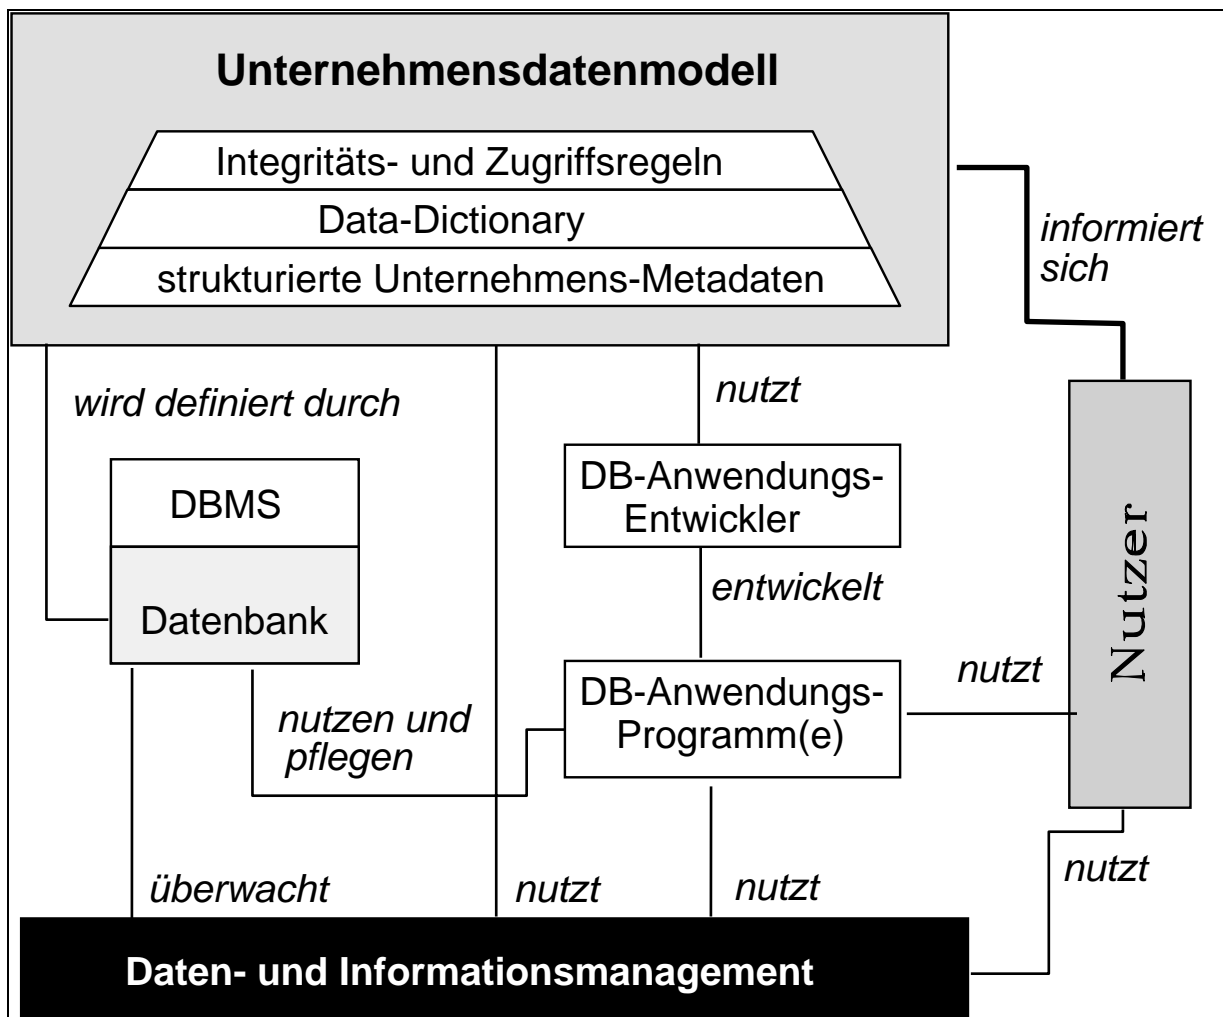 Unternehmensdatenmodell
Integritäts- und Zugriffsregeln
Data-Dictionary
strukturierte Unternehmens-Metadaten
informiert
sich
wird definiert durch
nutzt
DBMS
Datenbank
DB-Anwendungs-
Entwickler
entwickelt
Nutzer
nutzen und
pflegen
DB-Anwendungs-
Programm(e)
nutzt
überwacht
nutzt
nutzt
nutzt
Daten- und Informationsmanagement